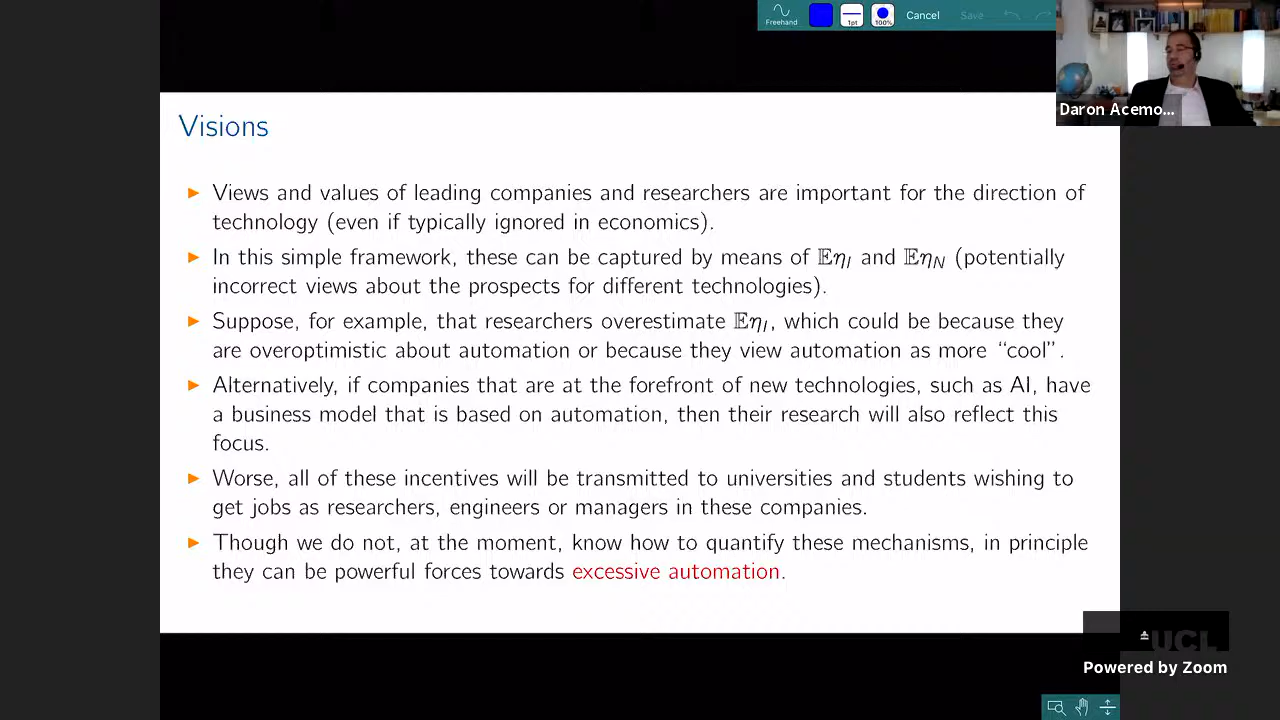 Freehand
1pt
100%
Cancel
Save
Daron Acemo...
Visions
Views and values of leading companies and researchers are important for the direction of
technology (even if typically ignored in economics).
In this simple framework, these can be captured by means of 𝔼η_I and 𝔼η_N (potentially
incorrect views about the prospects for different technologies).
Suppose, for example, that researchers overestimate 𝔼η_I, which could be because they
are overoptimistic about automation or because they view automation as more “cool”.
Alternatively, if companies that are at the forefront of new technologies, such as AI, have
a business model that is based on automation, then their research will also reflect this
focus.
Worse, all of these incentives will be transmitted to universities and students wishing to
get jobs as researchers, engineers or managers in these companies.
Though we do not, at the moment, know how to quantify these mechanisms, in principle
they can be powerful forces towards excessive automation.
UCL
Powered by Zoom